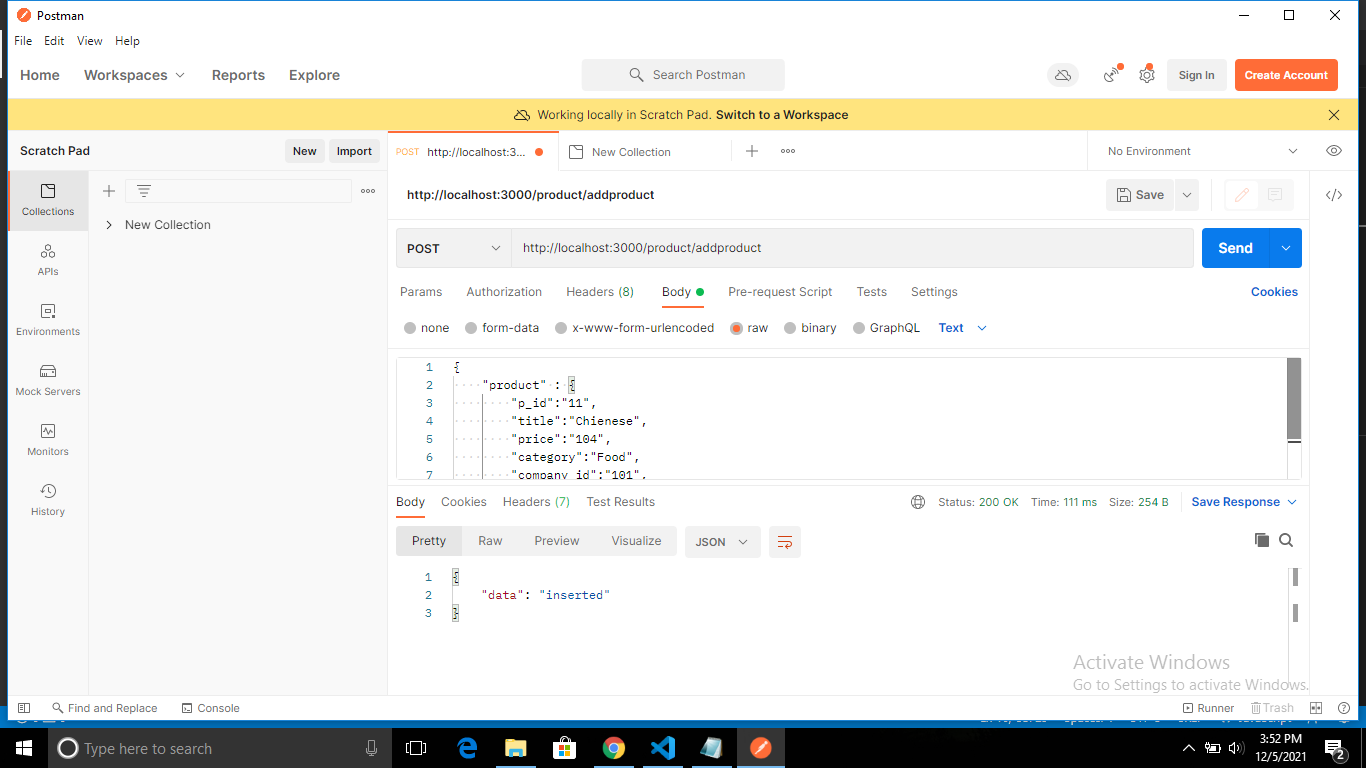 Postman
File Edit View Help
Home Workspaces Reports Explore Search Postman Sign In Create Account
Working locally in Scratch Pad. Switch to a Workspace
Scratch Pad New Import POST http://localhost:3... New Collection No Environment
http://localhost:3000/product/addproduct Save
Collections
New Collection
APIs
Environments
Mock Servers
Monitors
History
POST http://localhost:3000/product/addproduct Send
Params Authorization Headers (8) Body Pre-request Script Tests Settings Cookies
none form-data x-www-form-urlencoded raw binary GraphQL Text
1 {
2 "product" : {
3 "p_id":"11",
4 "title":"Chienese",
5 "price":"104",
6 "category":"Food",
7 "company_id":"101",
Body Cookies Headers (7) Test Results Status: 200 OK Time: 111 ms Size: 254 B Save Response
Pretty Raw Preview Visualize JSON
1 {
2 "data": "inserted"
3 }
Activate Windows
Go to Settings to activate Windows.
Find and Replace Console Runner Trash
Type here to search
3:52 PM
12/5/2021
2